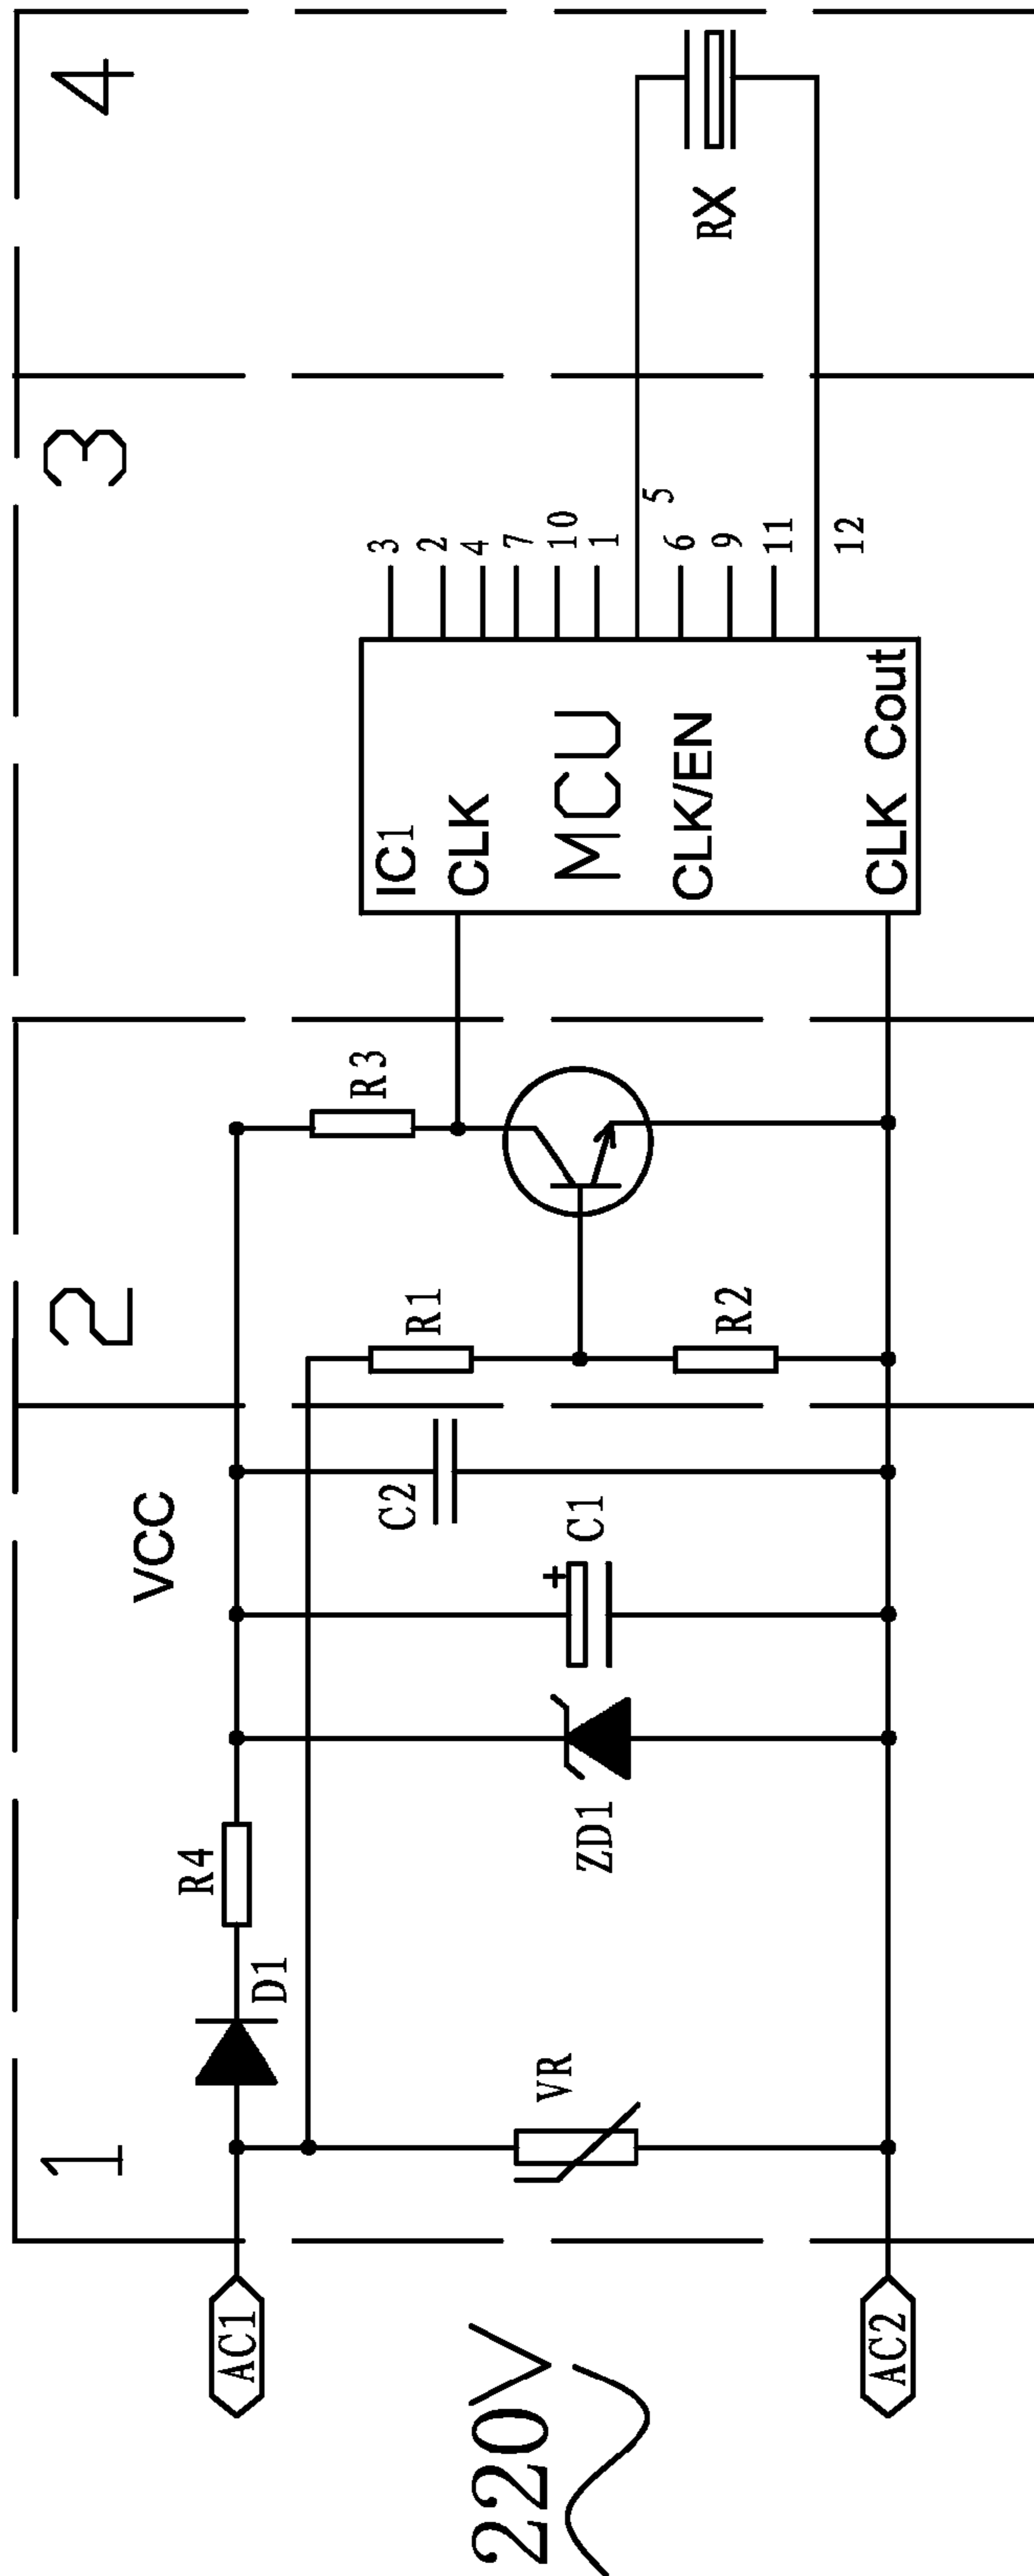 1
2
3
4
220V
AC1
AC2
D1
R4
VCC
VR
ZD1
C1
C2
R1
R2
R3
IC1
CLK
MCU
CLK/EN
CLK Cout
3
2
4
7
10
1
5
6
9
11
12
RX